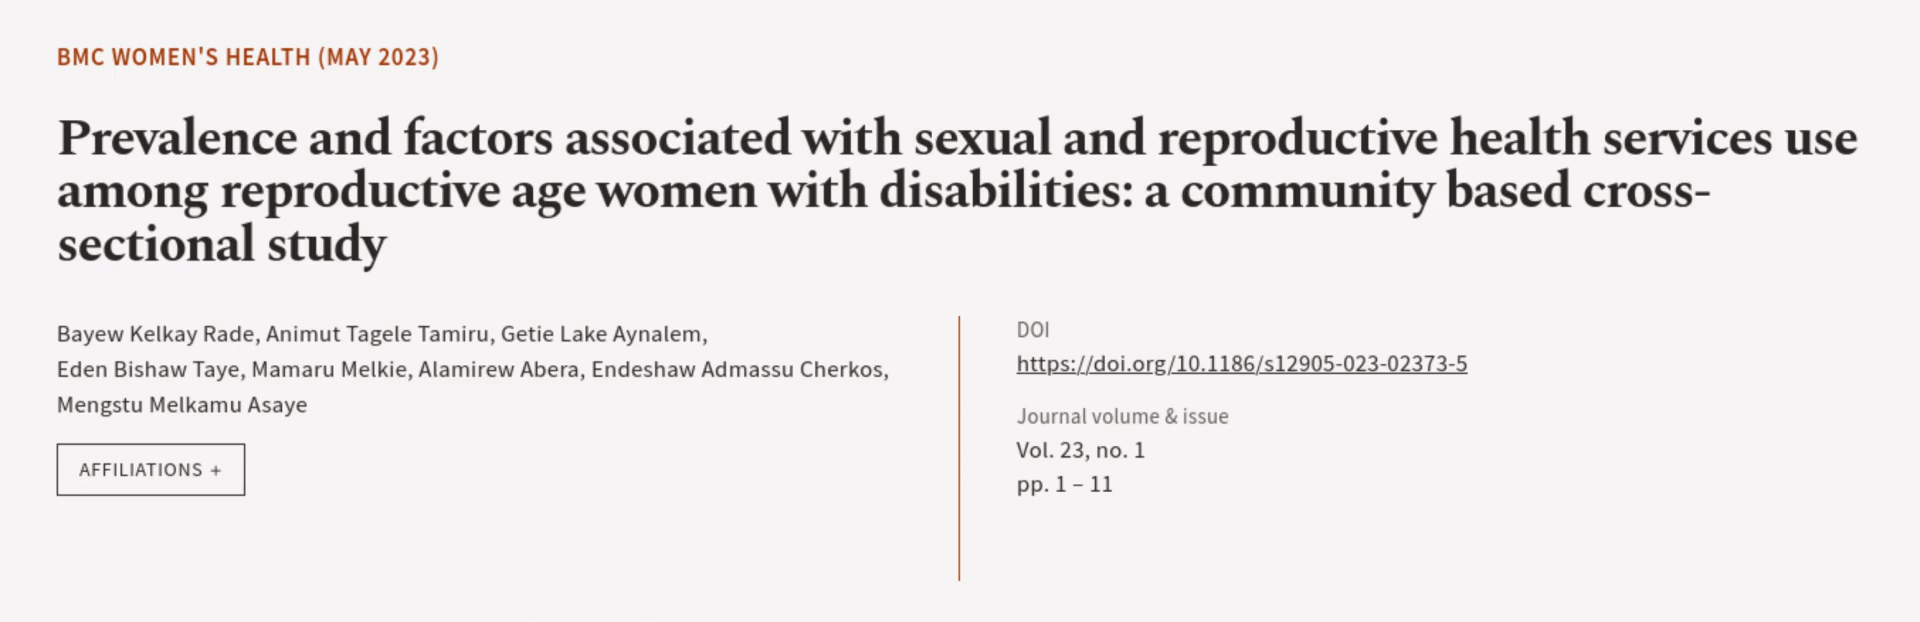 BMC WOMEN'S HEALTH (MAY 2023)
Prevalence and factors associated with sexual and reproductive health services use
among reproductive age women with disabilities: a community based cross-
sectional study
Bayew Kelkay Rade, Animut Tagele Tamiru, Getie Lake Aynalem,
Eden Bishaw Taye, Mamaru Melkie, Alamirew Abera, Endeshaw Admassu Cherkos,
Mengstu Melkamu Asaye
AFFILIATIONS +
DOI
https://doi.org/10.1186/s12905-023-02373-5
Journal volume & issue
Vol. 23, no. 1
pp. 1 – 11